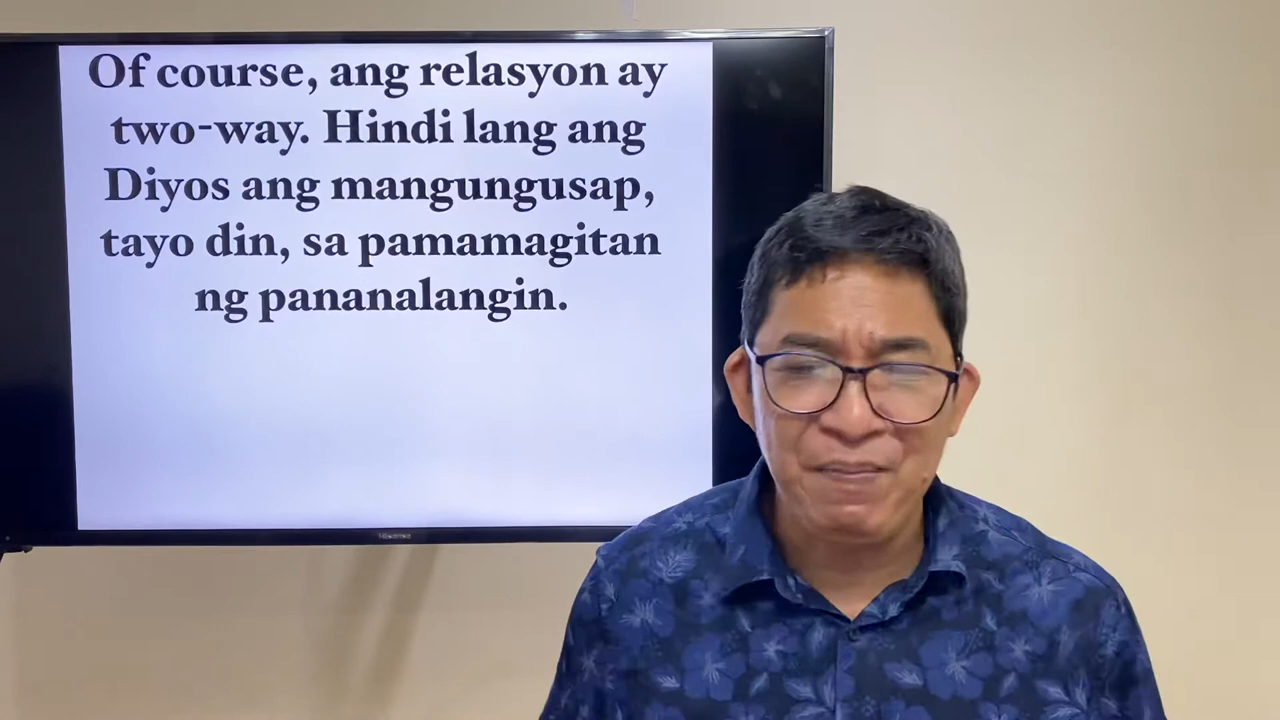 Of course, ang relasyon ay
two-way. Hindi lang ang
Diyos ang mangungusap,
tayo din, sa pamamagitan
ng pananalangin.